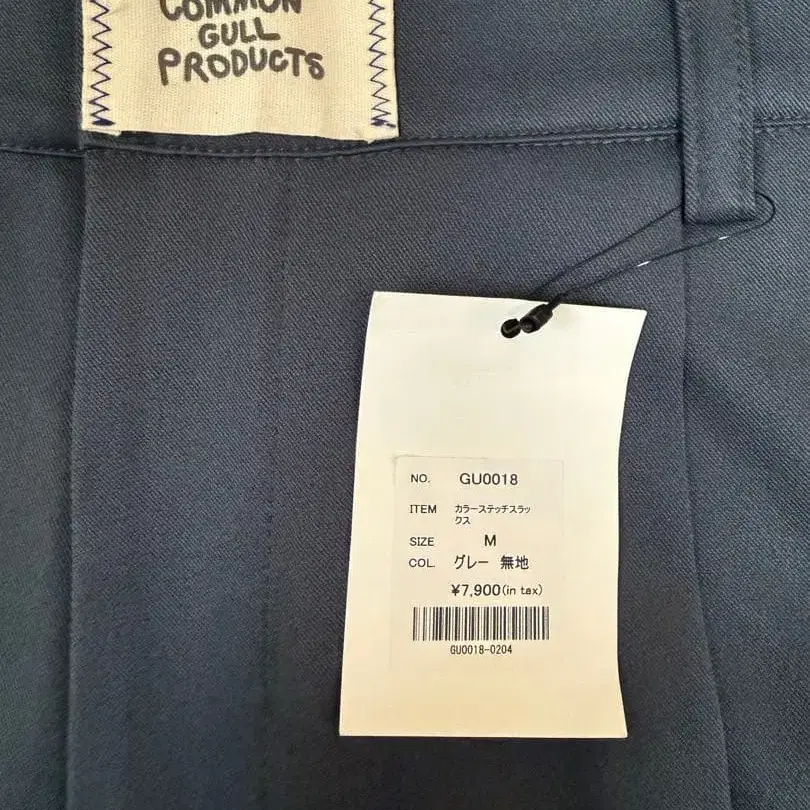 COMMON
GULL
PRODUCTS
NO. GU0018
ITEM カラーステッチスラッ
クス
SIZE M
COL. グレー 無地
¥7,900(in tax)
GU0018-0204